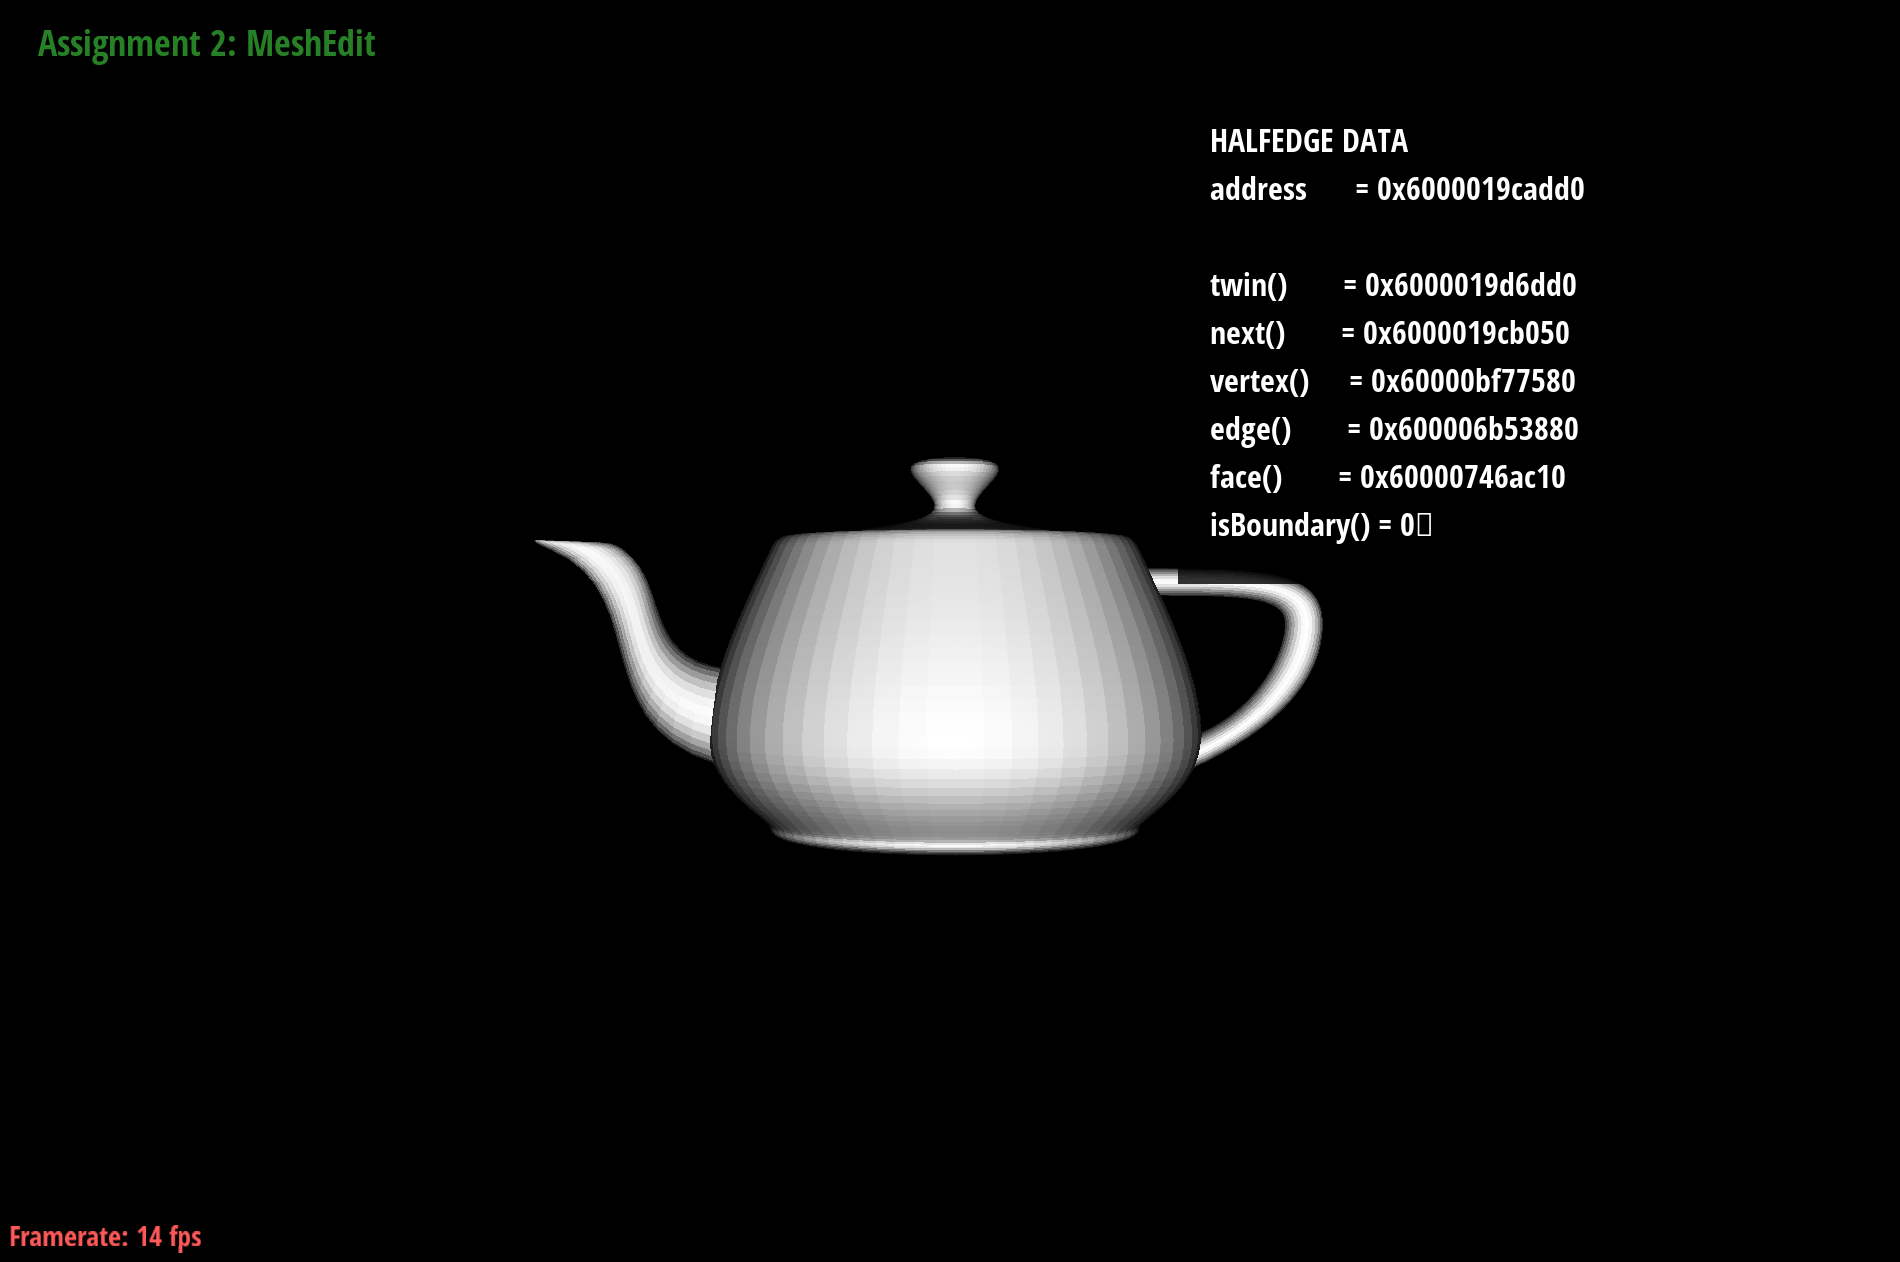 Assignment 2: MeshEdit
HALFEDGE DATA
address = 0x6000019cadd0
twin() = 0x6000019d6dd0
next() = 0x6000019cb050
vertex() = 0x60000bf77580
edge() = 0x600006b53880
face() = 0x60000746ac10
isBoundary() = 0
Framerate: 14 fps